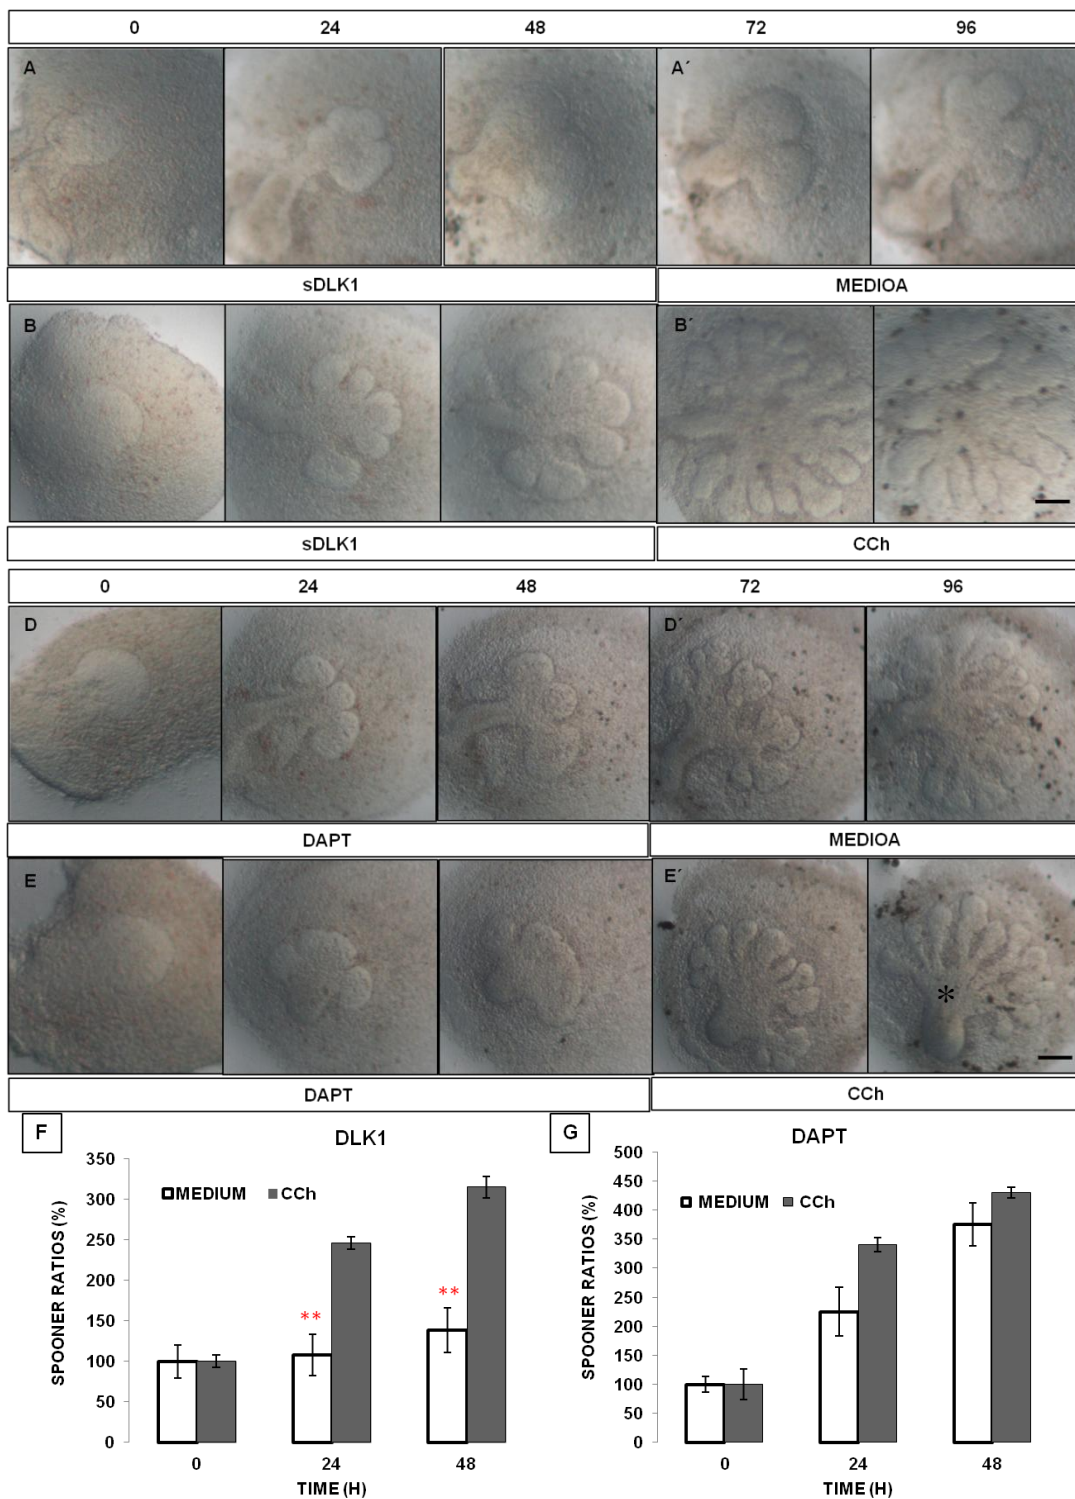 0 24 48 72 96
A A´
sDLK1 MEDIOA
B B´
sDLK1 CCh
0 24 48 72 96
D D´
DAPT MEDIOA
E E´
*
DAPT CCh
F DLK1
350
300
250
200
150
100
50
0
SPOONER RATIOS (%)
MEDIUM CCh
** **
0 24 48
TIME (H)
G DAPT
500
450
400
350
300
250
200
150
100
50
0
SPOONER RATIOS (%)
MEDIUM CCh
0 24 48
TIME (H)